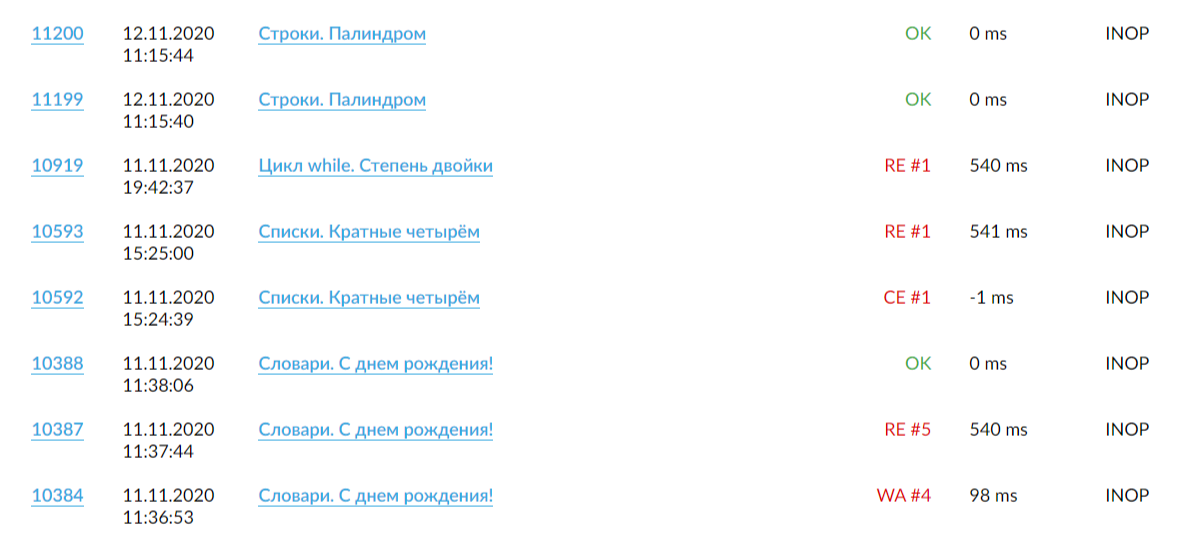 11200 12.11.2020 Строки. Палиндром OK 0 ms INOP
11:15:44
11199 12.11.2020 Строки. Палиндром OK 0 ms INOP
11:15:40
10919 11.11.2020 Цикл while. Степень двойки RE #1 540 ms INOP
19:42:37
10593 11.11.2020 Списки. Кратные четырём RE #1 541 ms INOP
15:25:00
10592 11.11.2020 Списки. Кратные четырём CE #1 -1 ms INOP
15:24:39
10388 11.11.2020 Словари. С днем рождения! OK 0 ms INOP
11:38:06
10387 11.11.2020 Словари. С днем рождения! RE #5 540 ms INOP
11:37:44
10384 11.11.2020 Словари. С днем рождения! WA #4 98 ms INOP
11:36:53